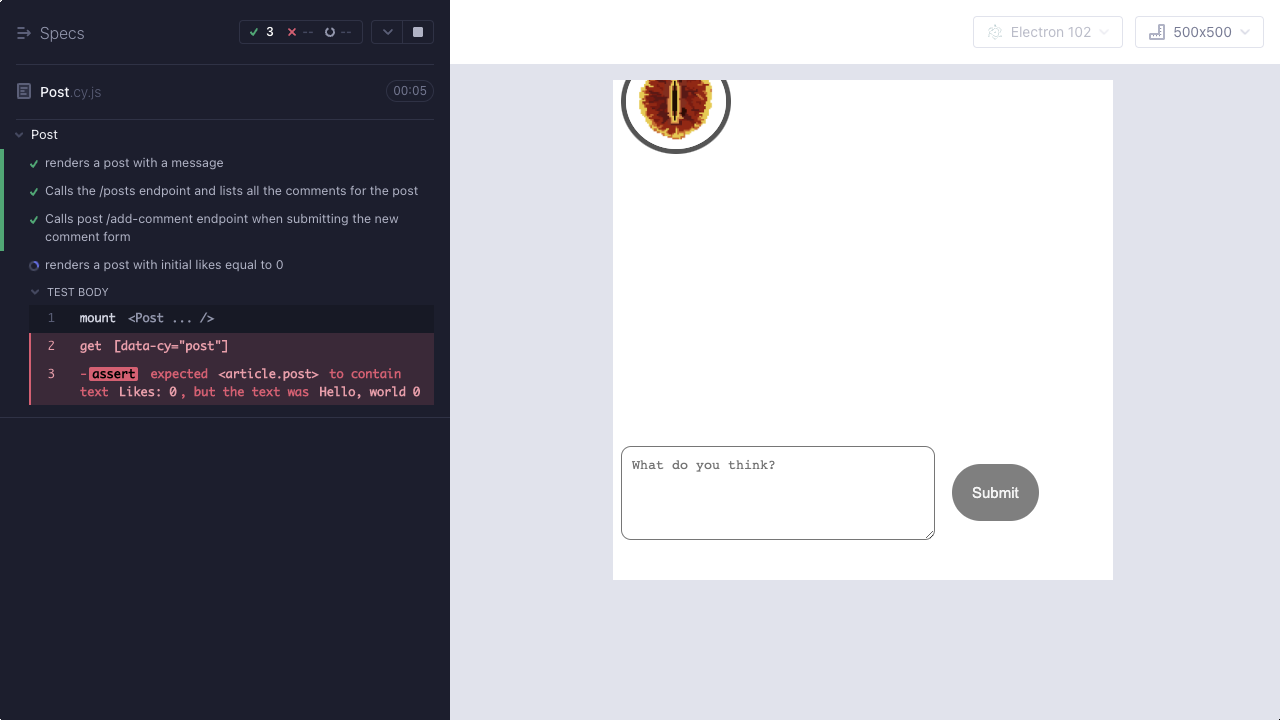 Specs
3 -- --
Electron 102
500x500
Post.cy.js
00:05
Post
renders a post with a message
Calls the /posts endpoint and lists all the comments for the post
Calls post /add-comment endpoint when submitting the new
comment form
renders a post with initial likes equal to 0
TEST BODY
1 mount <Post ... />
2 get [data-cy="post"]
3 -assert expected <article.post> to contain
text Likes: 0, but the text was Hello, world 0
What do you think?
Submit